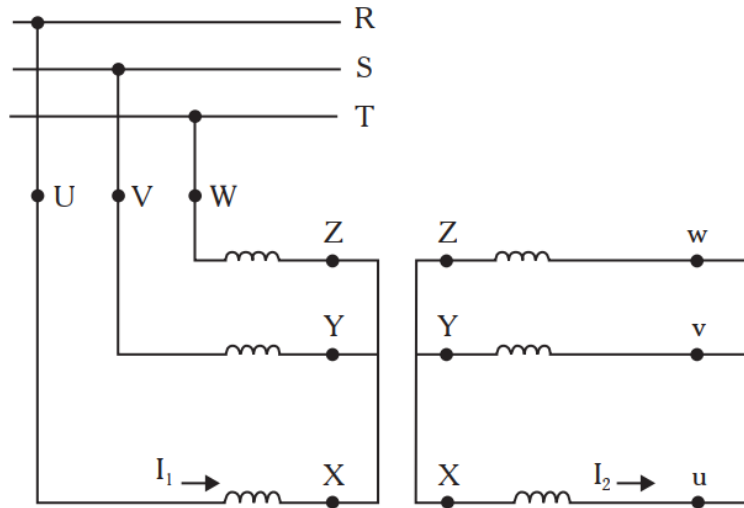 R
S
T
U V W
Z Z w
Y Y v
I₁ X X I₂ u